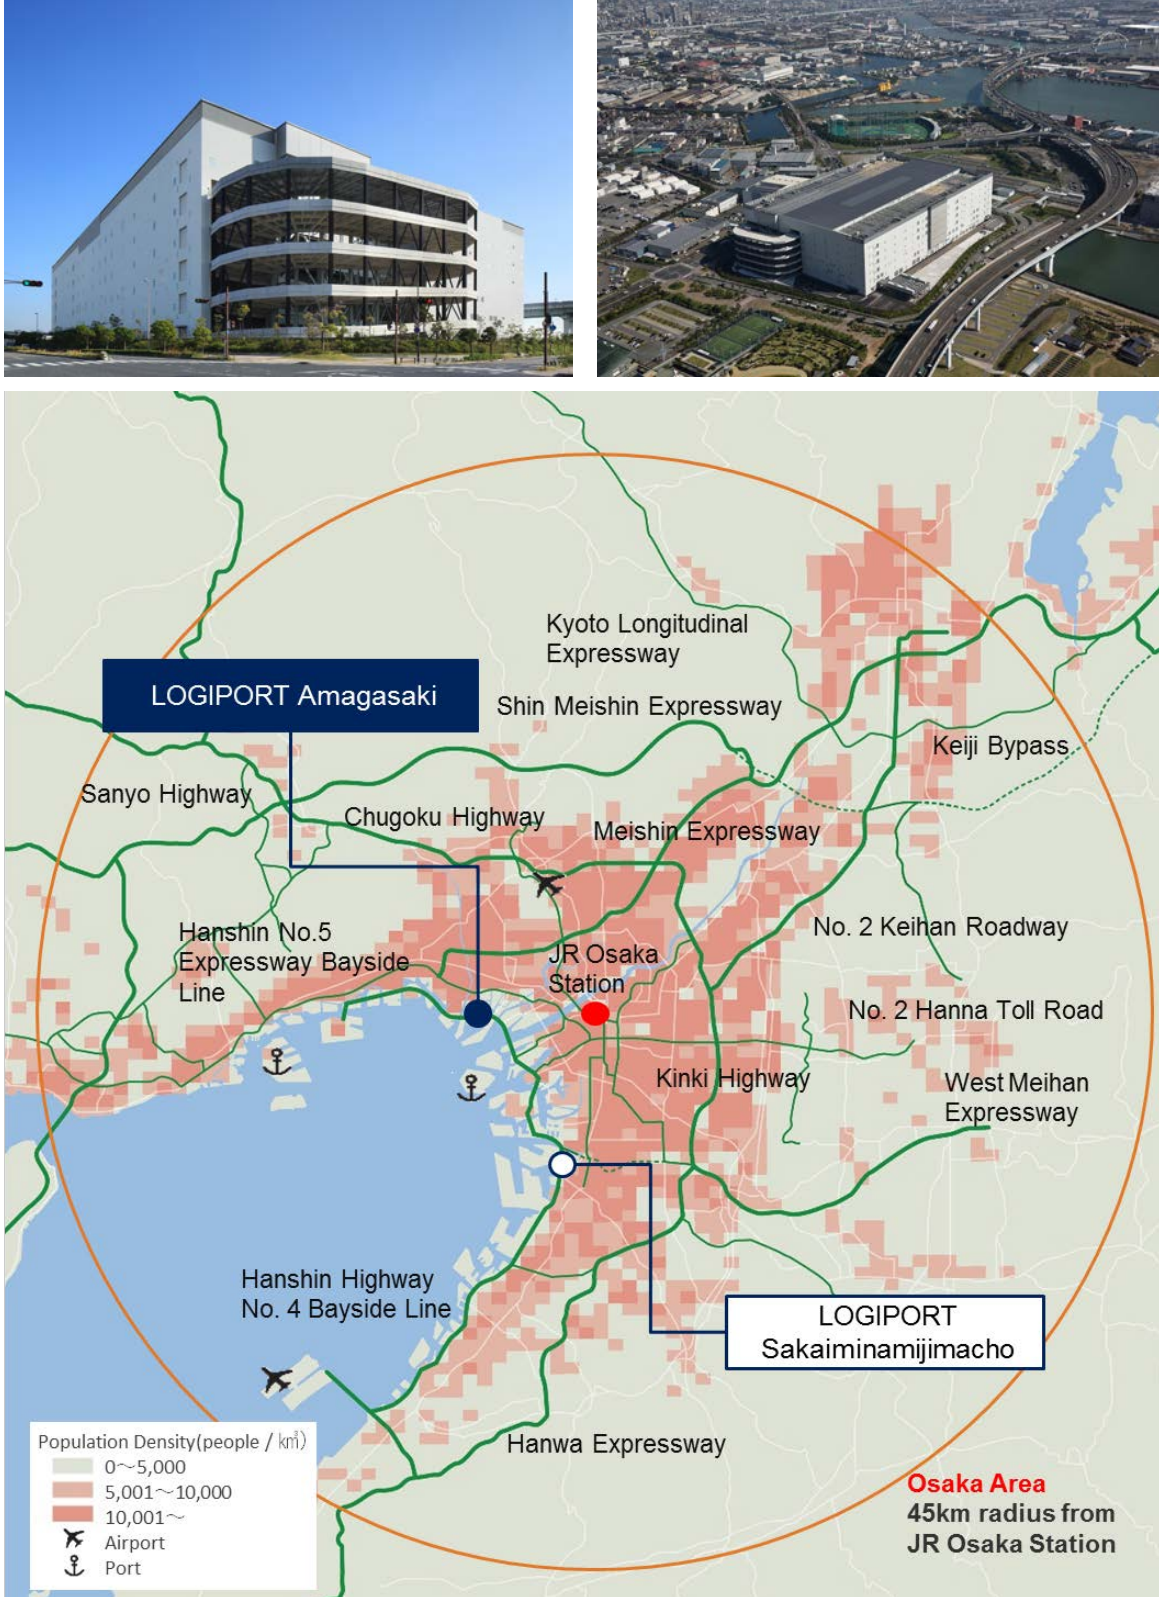 Kyoto Longitudinal
Expressway
LOGIPORT Amagasaki
Shin Meishin Expressway
Keiji Bypass
Sanyo Highway
Chugoku Highway
Meishin Expressway
Hanshin No.5
Expressway Bayside
Line
JR Osaka
Station
No. 2 Keihan Roadway
No. 2 Hanna Toll Road
Kinki Highway
West Meihan
Expressway
Hanshin Highway
No. 4 Bayside Line
LOGIPORT
Sakaiminamijimacho
Hanwa Expressway
Population Density(people / k㎡)
0～5,000
5,001～10,000
10,001～
Airport
Port
Osaka Area
45km radius from
JR Osaka Station